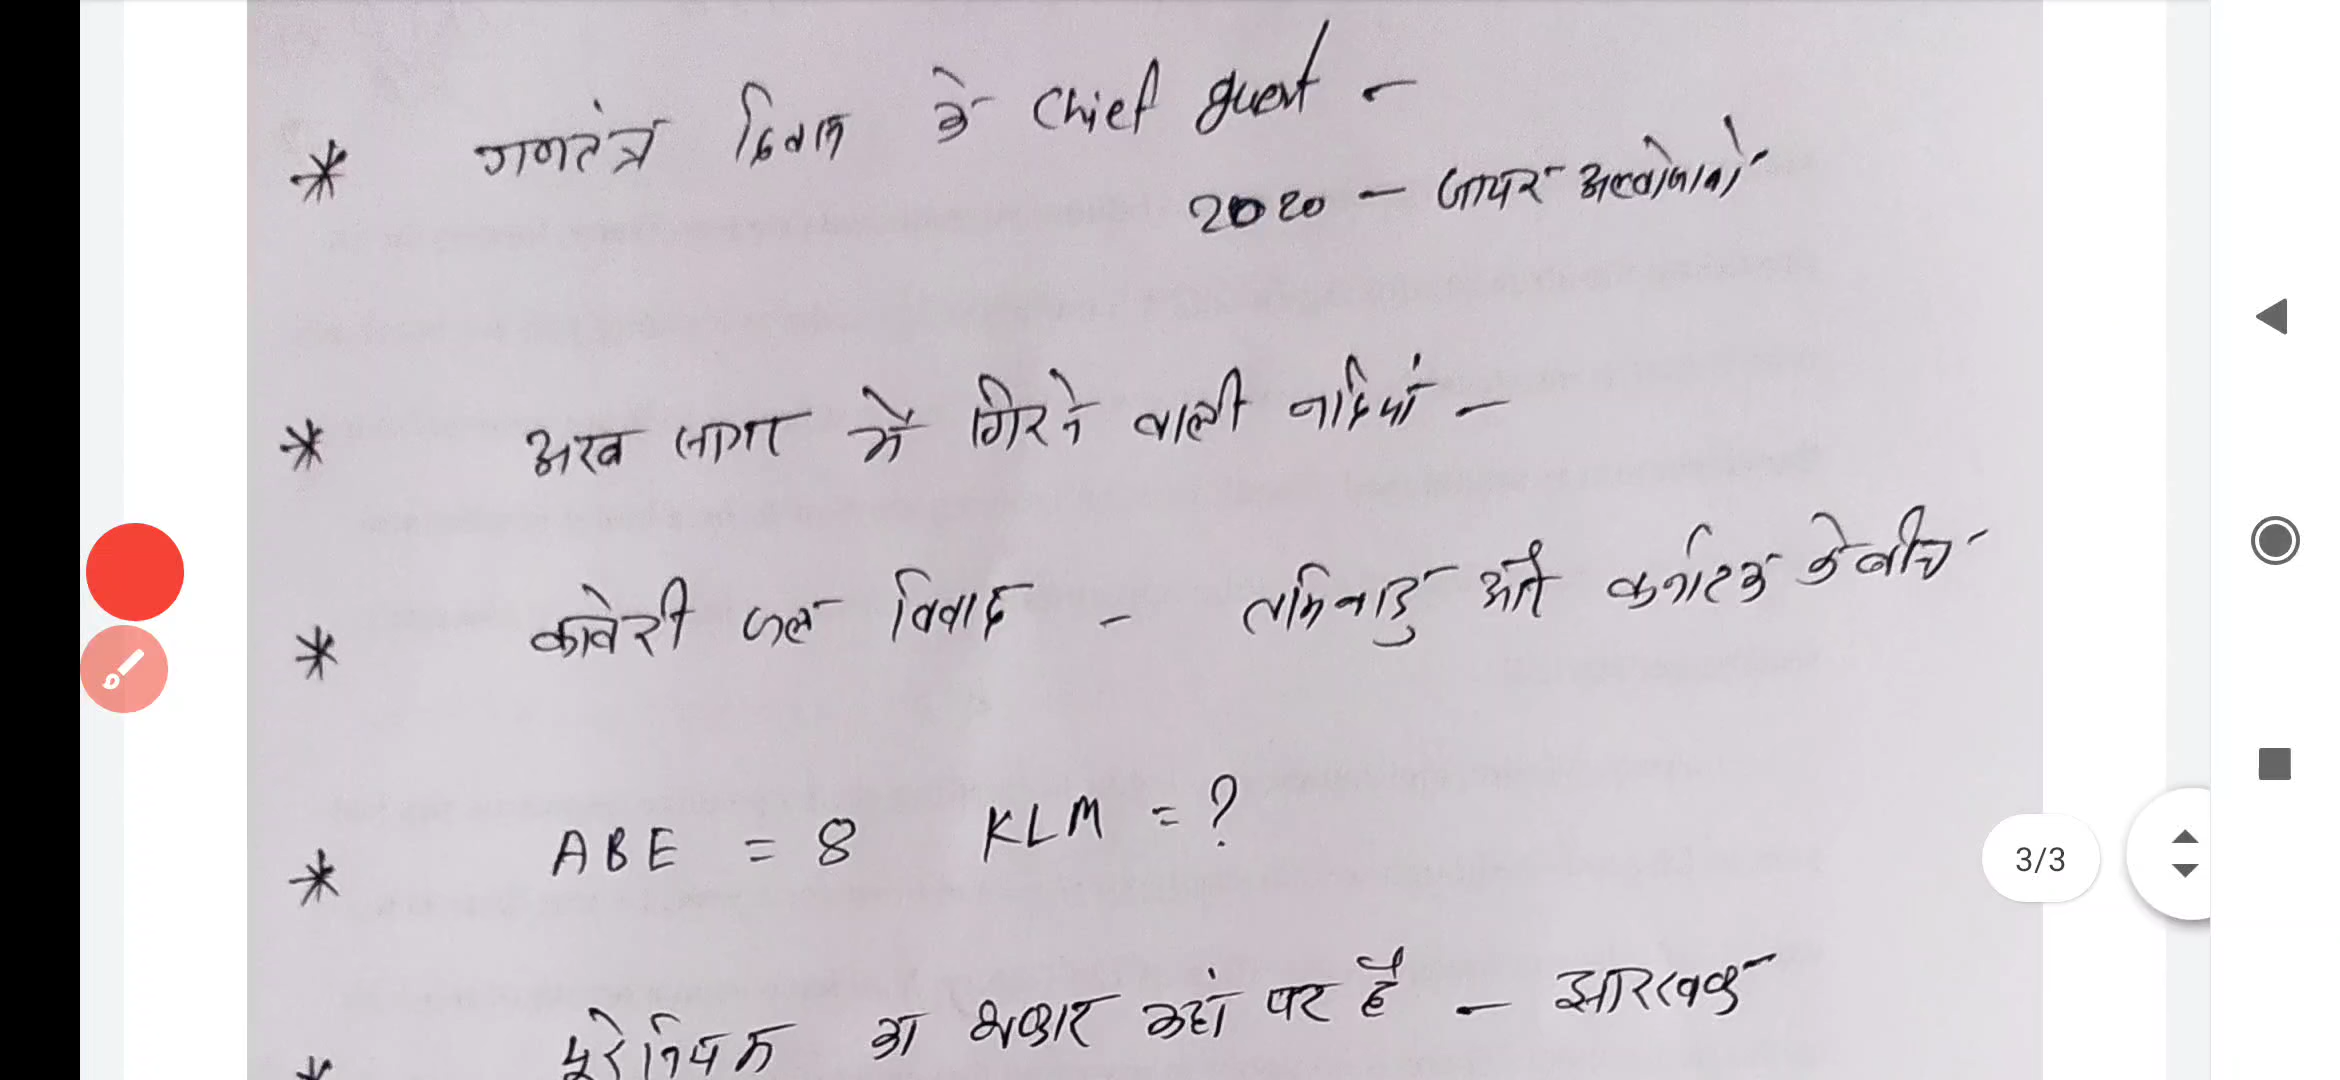 * गणतंत्र दिवस के Chief guest -
2020 - जायर बोल्सोनारो
* अरब सागर में गिरने वाली नदियाँ -
* कावेरी जल विवाद - तमिनाडु और कर्नाटक के बीच
* ABE = 8 KLM = ?
3/3
* यूरेनियम का भण्डार कहाँ पर है - झारखण्ड